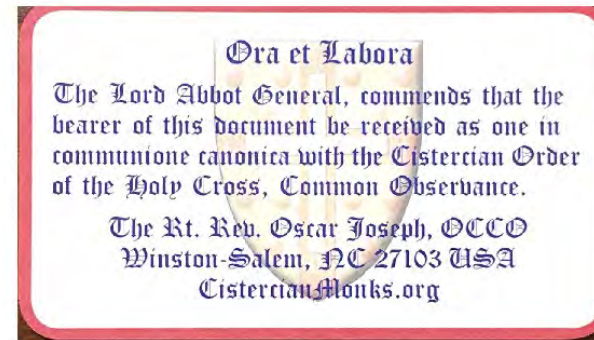 Ora et Labora
The Lord Abbot General, commends that the
bearer of this document be received as one in
communione canonica with the Cistercian Order
of the Holy Cross, Common Observance.
The Rt. Rev. Oscar Joseph, OCCO
Winston-Salem, NC 27103 USA
CistercianMonks.org